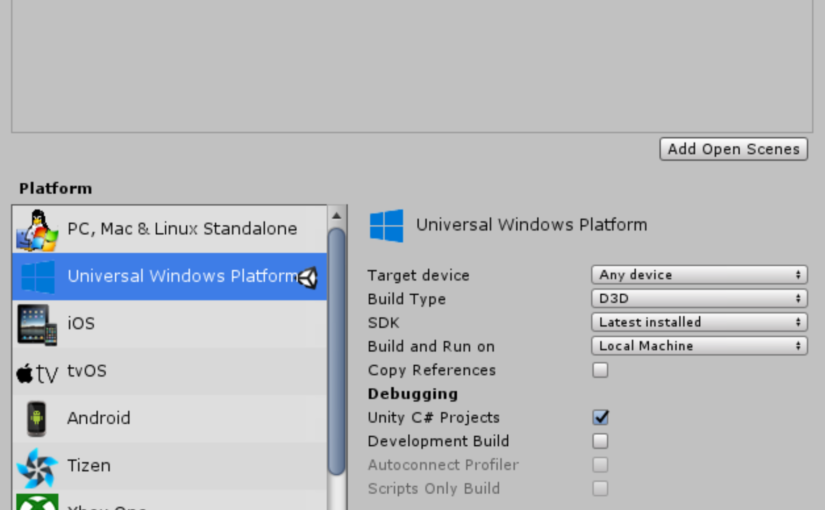 Add Open Scenes
Platform
PC, Mac & Linux Standalone
Universal Windows Platform
iOS
tv tvOS
Android
Tizen
Xbox One
Universal Windows Platform
Target device Any device
Build Type D3D
SDK Latest installed
Build and Run on Local Machine
Copy References
Debugging
Unity C# Projects
Development Build
Autoconnect Profiler
Scripts Only Build